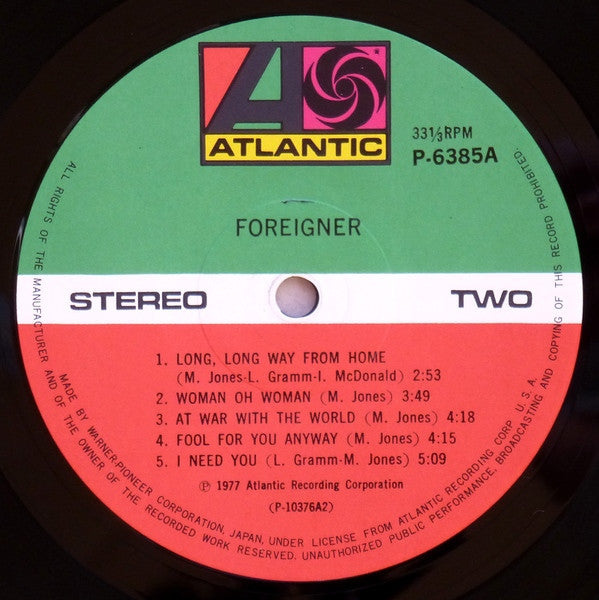 ATLANTIC
33 1/3 RPM
P-6385A
FOREIGNER
STEREO
TWO
1. LONG, LONG WAY FROM HOME
(M. Jones-L. Gramm-I. McDonald) 2:53
2. WOMAN OH WOMAN (M. Jones) 3:49
3. AT WAR WITH THE WORLD (M. Jones) 4:18
4. FOOL FOR YOU ANYWAY (M. Jones) 4:15
5. I NEED YOU (L. Gramm-M. Jones) 5:09
℗ 1977 Atlantic Recording Corporation
(P-10376A2)
MADE BY WARNER-PIONEER CORPORATION, JAPAN, UNDER LICENSE FROM ATLANTIC RECORDING CORP. U.S.A.
ALL RIGHTS OF THE MANUFACTURER AND OF THE OWNER OF THE RECORDED WORK RESERVED. UNAUTHORIZED PUBLIC PERFORMANCE, BROADCASTING AND COPYING OF THIS RECORD PROHIBITED.